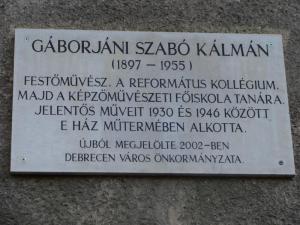 GÁBORJÁNI SZABÓ KÁLMÁN
(1897 – 1955)
FESTŐMŰVÉSZ. A REFORMÁTUS KOLLÉGIUM,
MAJD A KÉPZŐMŰVÉSZETI FŐISKOLA TANÁRA.
JELENTŐS MŰVEIT 1930 ÉS 1946 KÖZÖTT
E HÁZ MŰTERMÉBEN ALKOTTA.
ÚJBÓL MEGJELÖLTE 2002-BEN
DEBRECEN VÁROS ÖNKORMÁNYZATA.